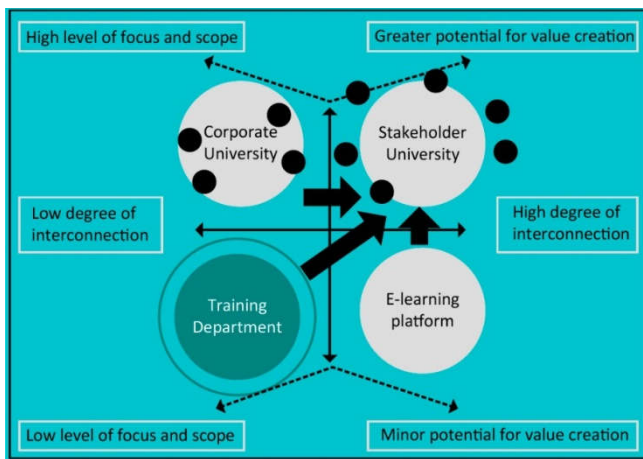 High level of focus and scope
Greater potential for value creation
Corporate
University
Stakeholder
University
Low degree of
interconnection
High degree of
interconnection
Training
Department
E-learning
platform
Low level of focus and scope
Minor potential for value creation